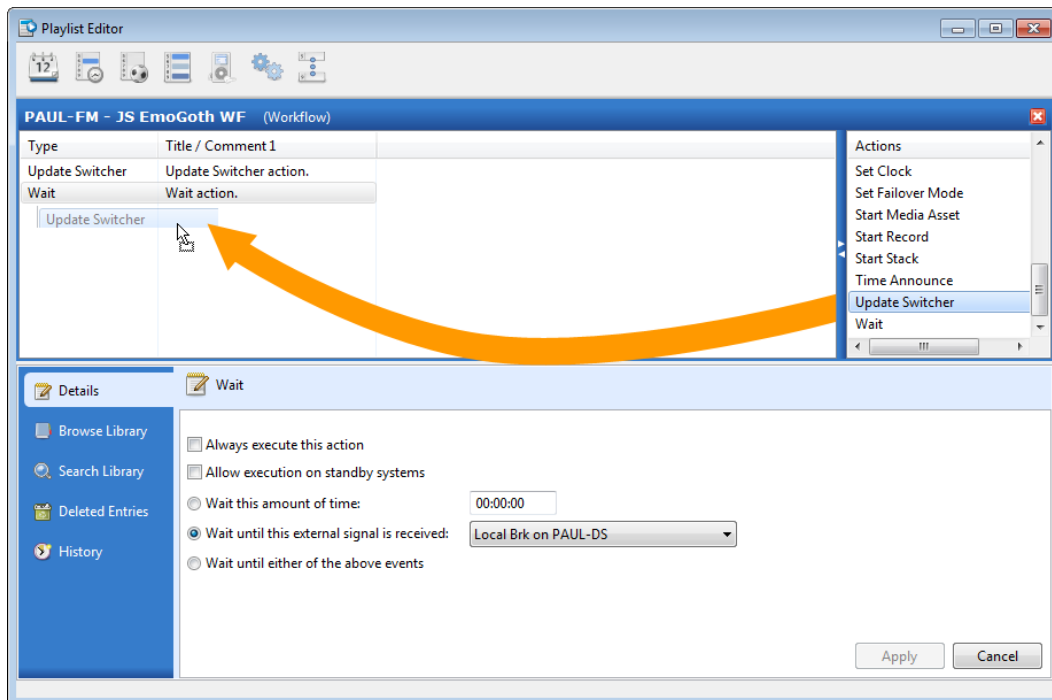 Playlist Editor
12
PAUL-FM - JS EmoGoth WF (Workflow)
Type Title / Comment 1
Update Switcher Update Switcher action.
Wait Wait action.
Update Switcher
Actions
Set Clock
Set Failover Mode
Start Media Asset
Start Record
Start Stack
Time Announce
Update Switcher
Wait
Details
Browse Library
Search Library
Deleted Entries
History
Wait
Always execute this action
Allow execution on standby systems
Wait this amount of time: 00:00:00
Wait until this external signal is received: Local Brk on PAUL-DS
Wait until either of the above events
Apply Cancel